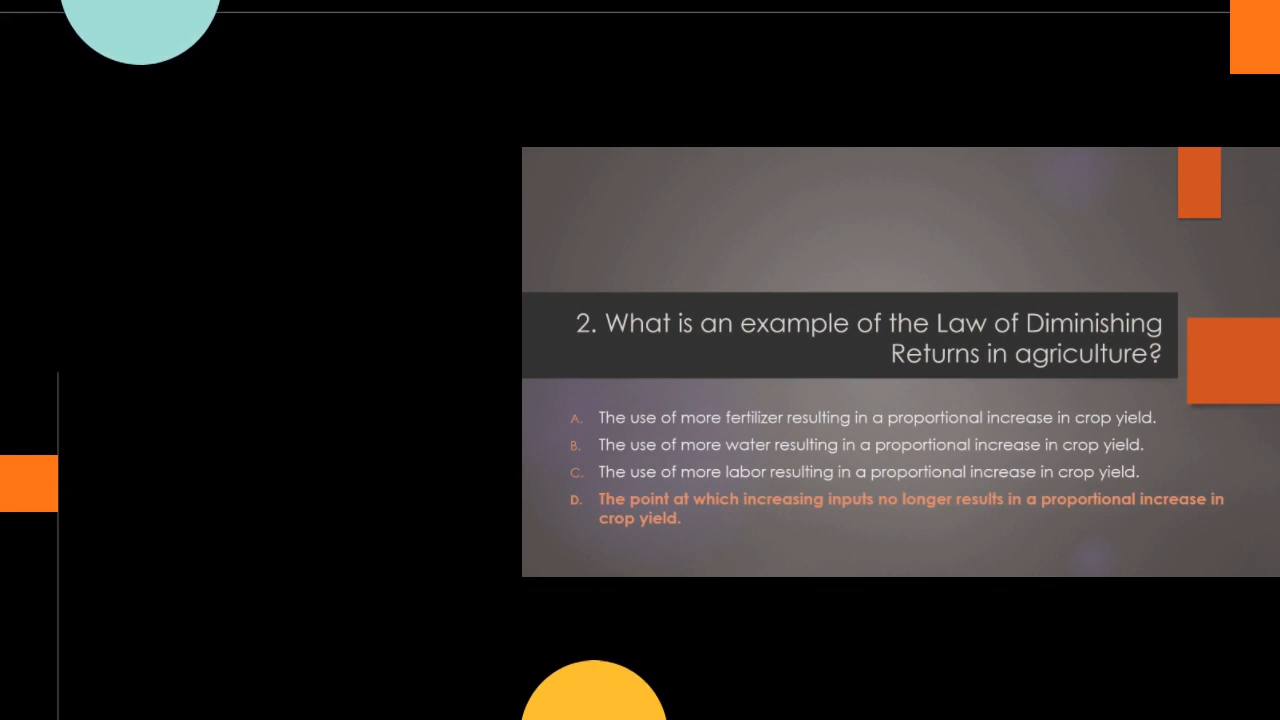 2. What is an example of the Law of Diminishing
Returns in agriculture?
A. The use of more fertilizer resulting in a proportional increase in crop yield.
B. The use of more water resulting in a proportional increase in crop yield.
C. The use of more labor resulting in a proportional increase in crop yield.
D. The point at which increasing inputs no longer results in a proportional increase in
crop yield.